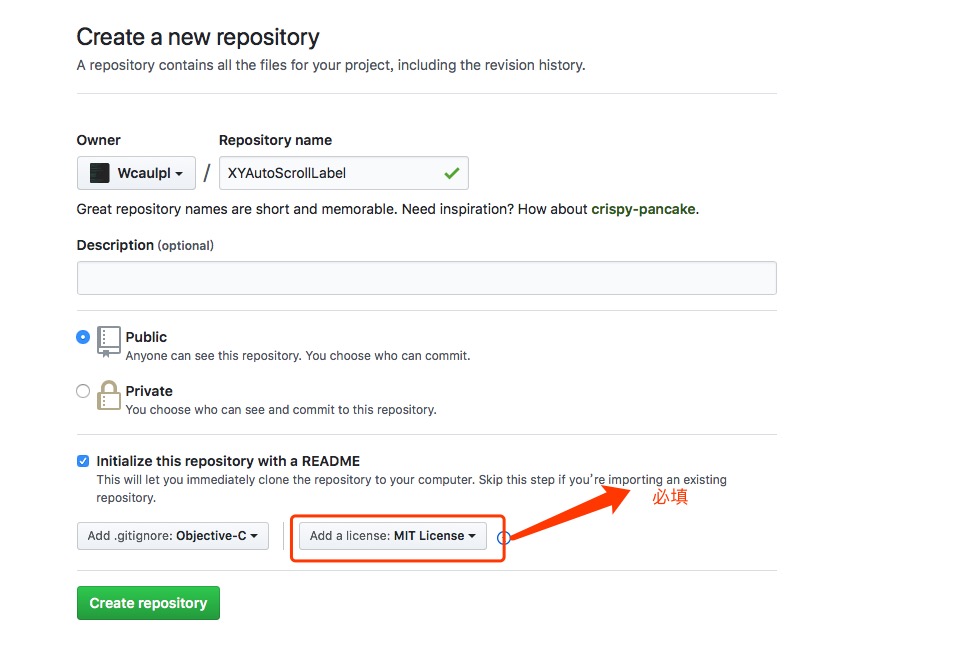 Create a new repository
A repository contains all the files for your project, including the revision history.
Owner
Repository name
Wcaulpl / XYAutoScrollLabel
Great repository names are short and memorable. Need inspiration? How about crispy-pancake.
Description (optional)
Public
Anyone can see this repository. You choose who can commit.
Private
You choose who can see and commit to this repository.
Initialize this repository with a README
This will let you immediately clone the repository to your computer. Skip this step if you're importing an existing
repository.
必填
Add .gitignore: Objective-C
Add a license: MIT License
Create repository